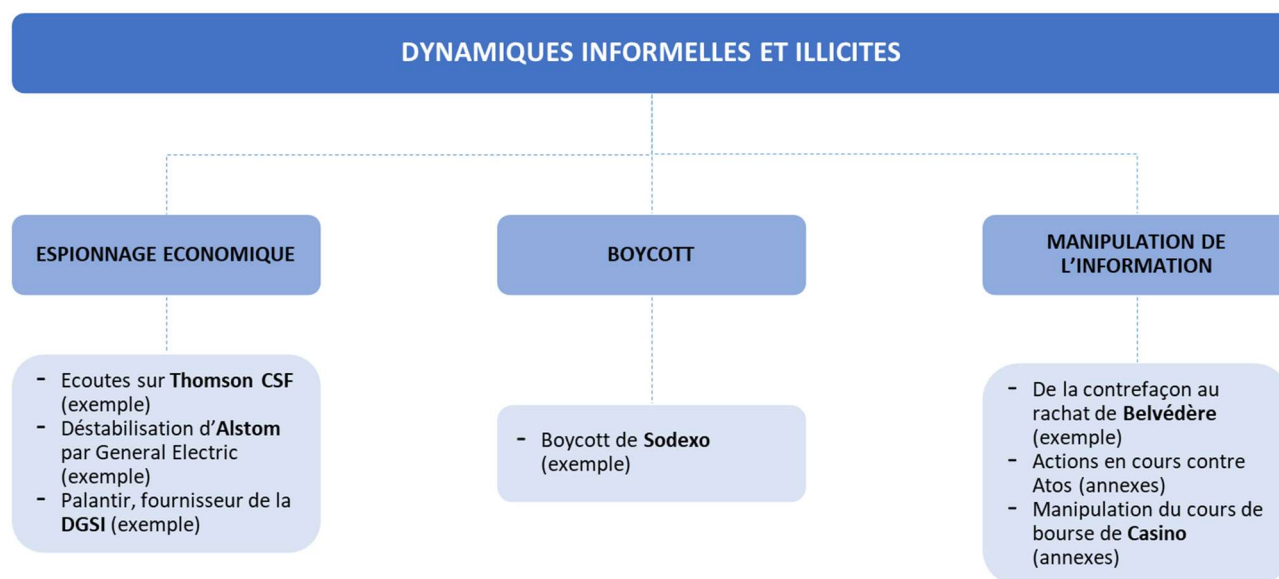 DYNAMIQUES INFORMELLES ET ILLICITES
ESPIONNAGE ECONOMIQUE
- Ecoutes sur Thomson CSF
(exemple)
- Déstabilisation d’Alstom
par General Electric
(exemple)
- Palantir, fournisseur de la
DGSI (exemple)
BOYCOTT
- Boycott de Sodexo
(exemple)
MANIPULATION DE
L’INFORMATION
- De la contrefaçon au
rachat de Belvédère
(exemple)
- Actions en cours contre
Atos (annexes)
- Manipulation du cours de
bourse de Casino
(annexes)